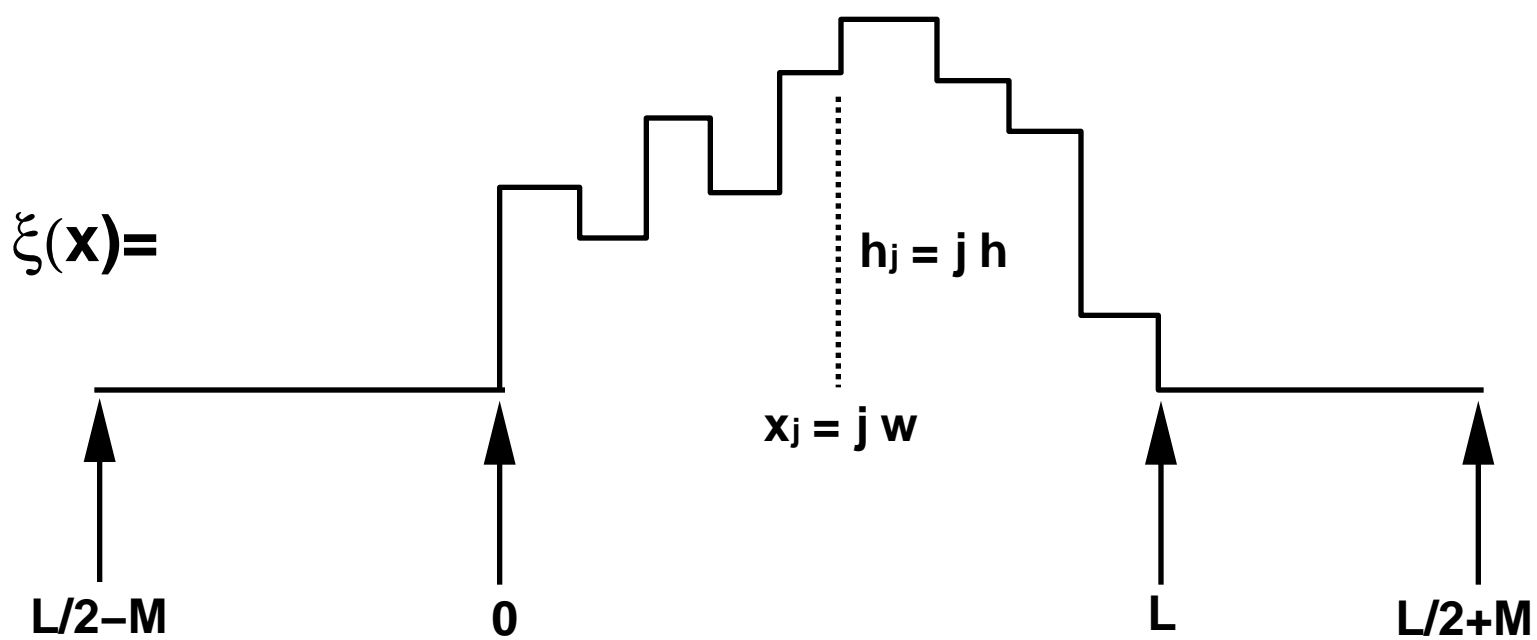 ξ(x)=
hj = j h
xj = j w
L/2–M
0
L
L/2+M